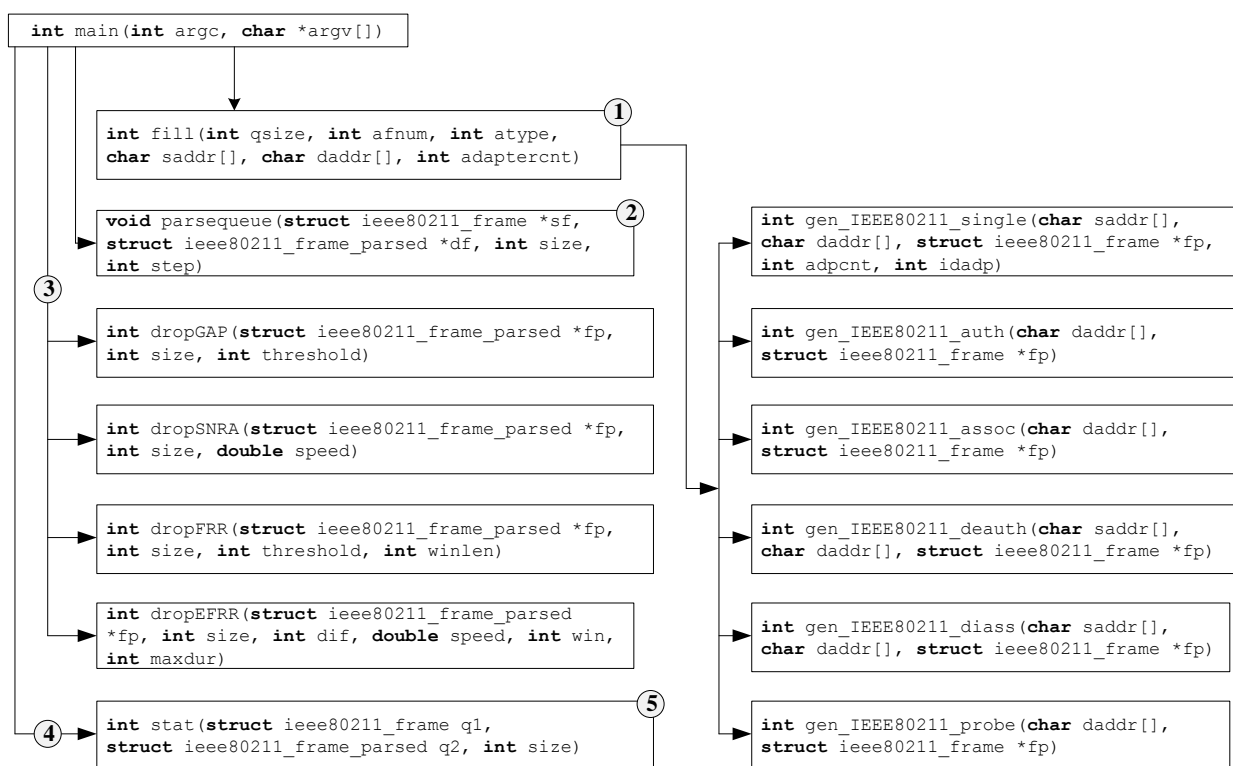 int main(int argc, char *argv[])
1
int fill(int qsize, int afnum, int atype,
char saddr[], char daddr[], int adaptercnt)
2
void parsequeue(struct ieee80211_frame *sf,
struct ieee80211_frame_parsed *df, int size,
int step)
3
int dropGAP(struct ieee80211_frame_parsed *fp,
int size, int threshold)
int dropSNRA(struct ieee80211_frame_parsed *fp,
int size, double speed)
int dropFRR(struct ieee80211_frame_parsed *fp,
int size, int threshold, int winlen)
int dropEFRR(struct ieee80211_frame_parsed
*fp, int size, int dif, double speed, int win,
int maxdur)
4
5
int stat(struct ieee80211_frame q1,
struct ieee80211_frame_parsed q2, int size)
int gen_IEEE80211_single(char saddr[],
char daddr[], struct ieee80211_frame *fp,
int adpcnt, int idadp)
int gen_IEEE80211_auth(char daddr[],
struct ieee80211_frame *fp)
int gen_IEEE80211_assoc(char daddr[],
struct ieee80211_frame *fp)
int gen_IEEE80211_deauth(char saddr[],
char daddr[], struct ieee80211_frame *fp)
int gen_IEEE80211_diass(char saddr[],
char daddr[], struct ieee80211_frame *fp)
int gen_IEEE80211_probe(char daddr[],
struct ieee80211_frame *fp)